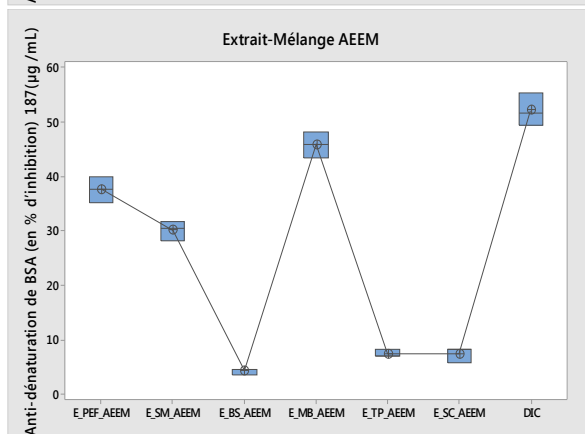 Extrait-Mélange AEEM
Anti-dénaturation de BSA (en % d'inhibition) 187(µg /mL)
60
50
40
30
20
10
0
E_PEF_AEEM E_SM_AEEM E_BS_AEEM E_MB_AEEM E_TP_AEEM E_SC_AEEM DIC